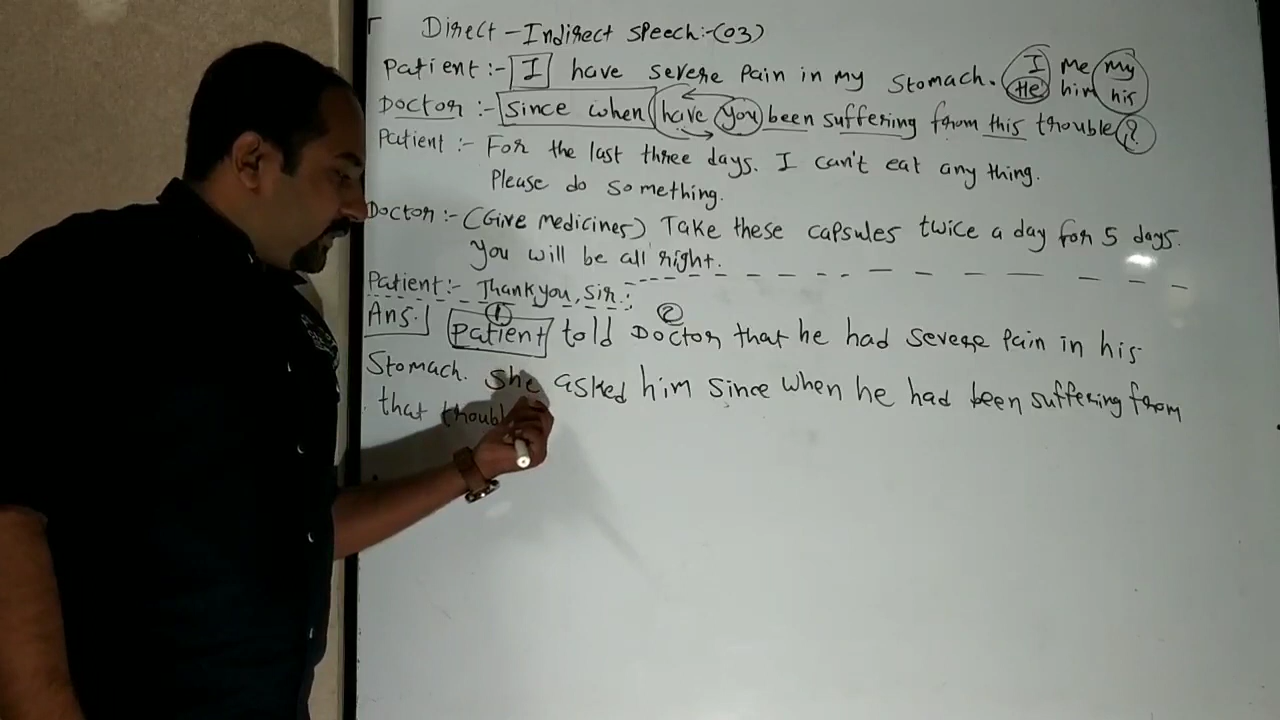 Direct - Indirect Speech :- (03)
Patient :- I have severe Pain in my Stomach. I me my
He him his
Doctor :- Since when have you been suffering from this trouble?
Patient :- For the last three days. I can't eat any thing.
Please do something.
Doctor :- (Give medicines) Take these capsules twice a day for 5 days.
You will be all right.
Patient :- Thank you, Sir.
Ans. ① Patient told ② Doctor that he had severe Pain in his
Stomach. She asked him since when he had been suffering from
that